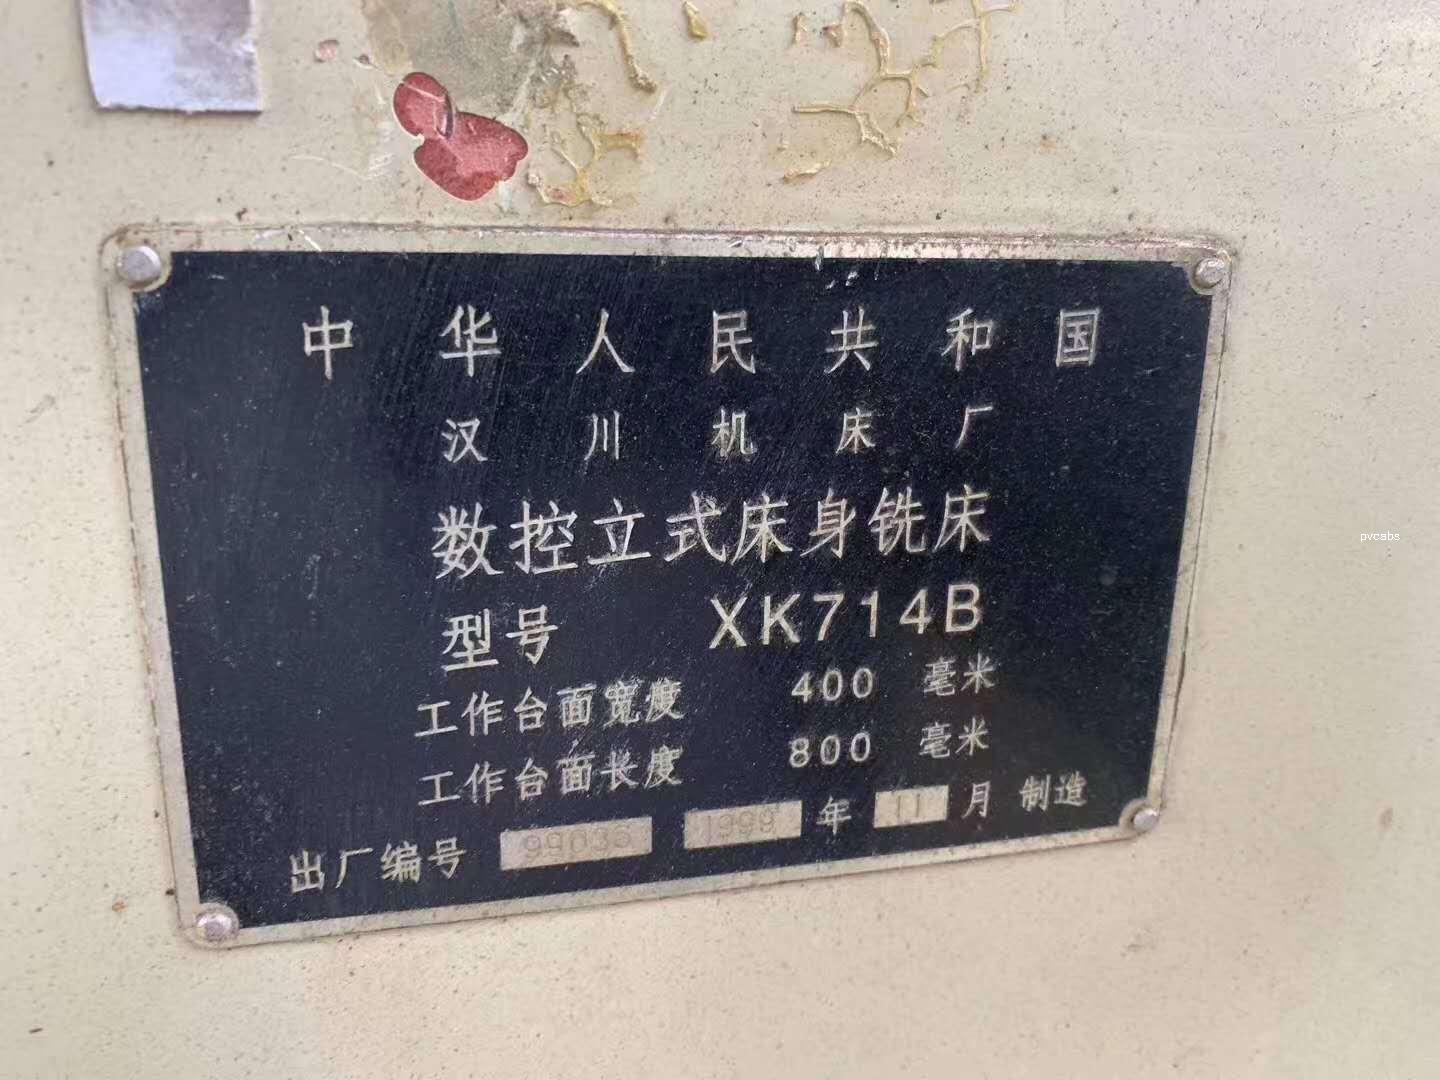 中华人民共和国
汉川机床厂
数控立式床身铣床
型号 XK714B
工作台面宽度 400 毫米
工作台面长度 800 毫米
出厂编号 99036 1999 年 11 月 制造
pvcabs